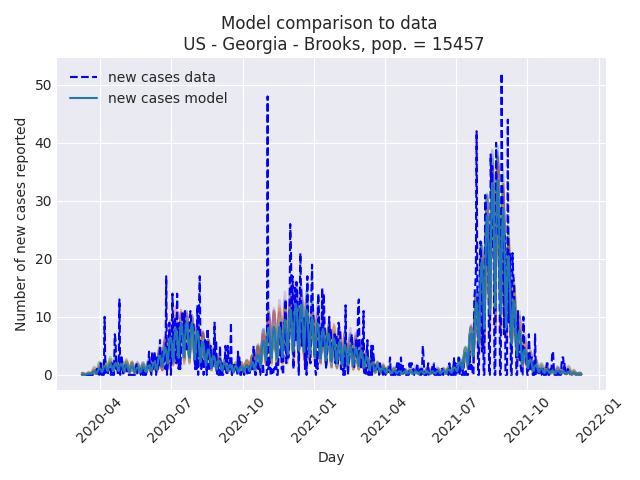 Model comparison to data
US - Georgia - Brooks, pop. = 15457
new cases data
new cases model
Number of new cases reported
50
40
30
20
10
0
2020-04
2020-07
2020-10
2021-01
2021-04
2021-07
2021-10
2022-01
Day